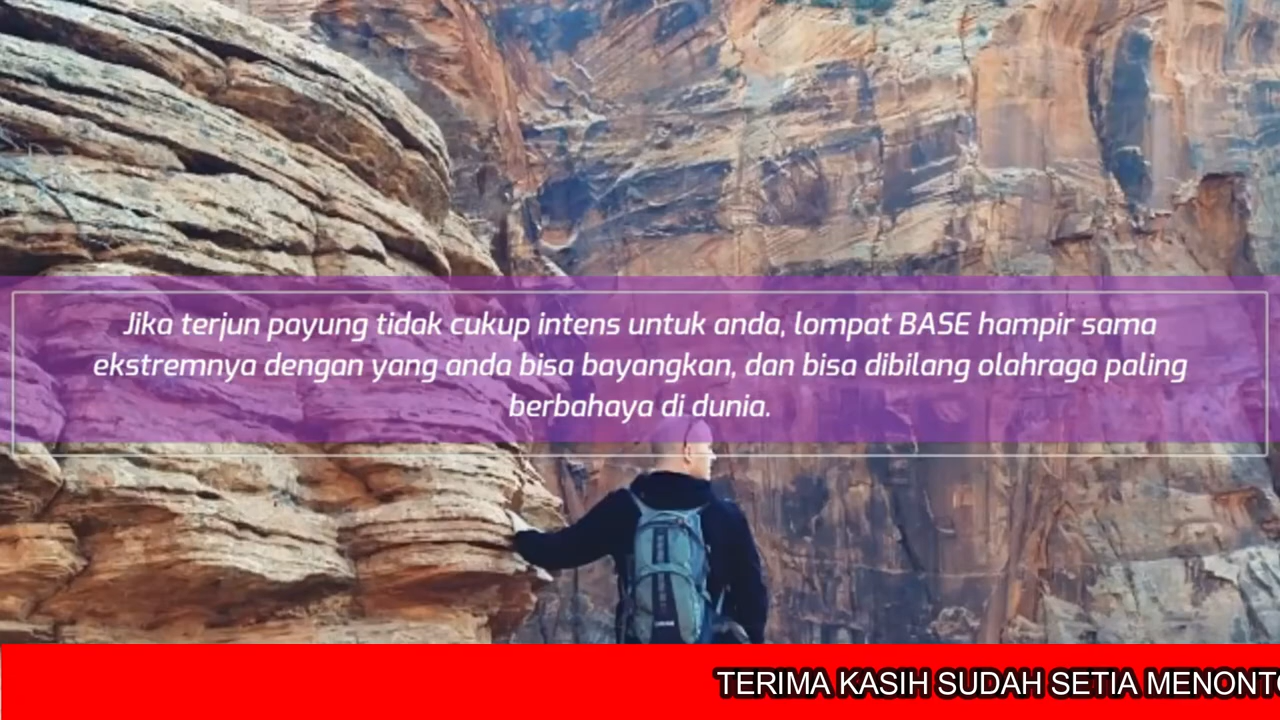 Jika terjun payung tidak cukup intens untuk anda, lompat BASE hampir sama
ekstremnya dengan yang anda bisa bayangkan, dan bisa dibilang olahraga paling
berbahaya di dunia.
TERIMA KASIH SUDAH SETIA